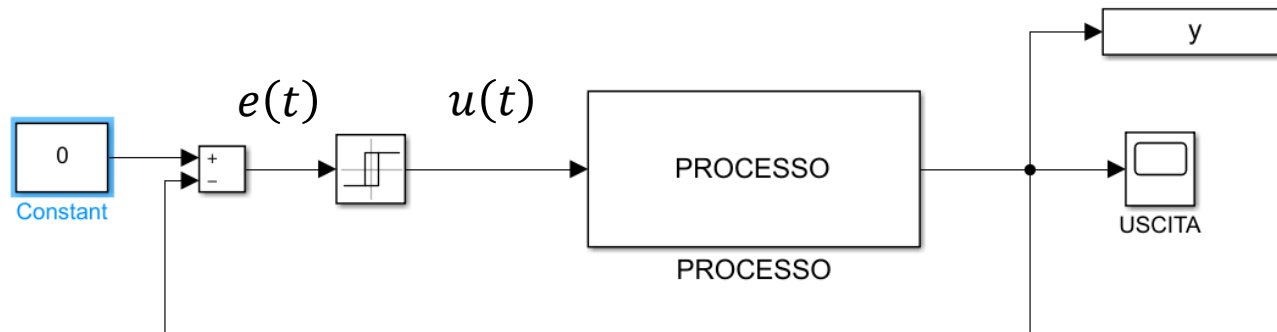 y
e(t)
u(t)
0
+
−
PROCESSO
Constant
USCITA
PROCESSO